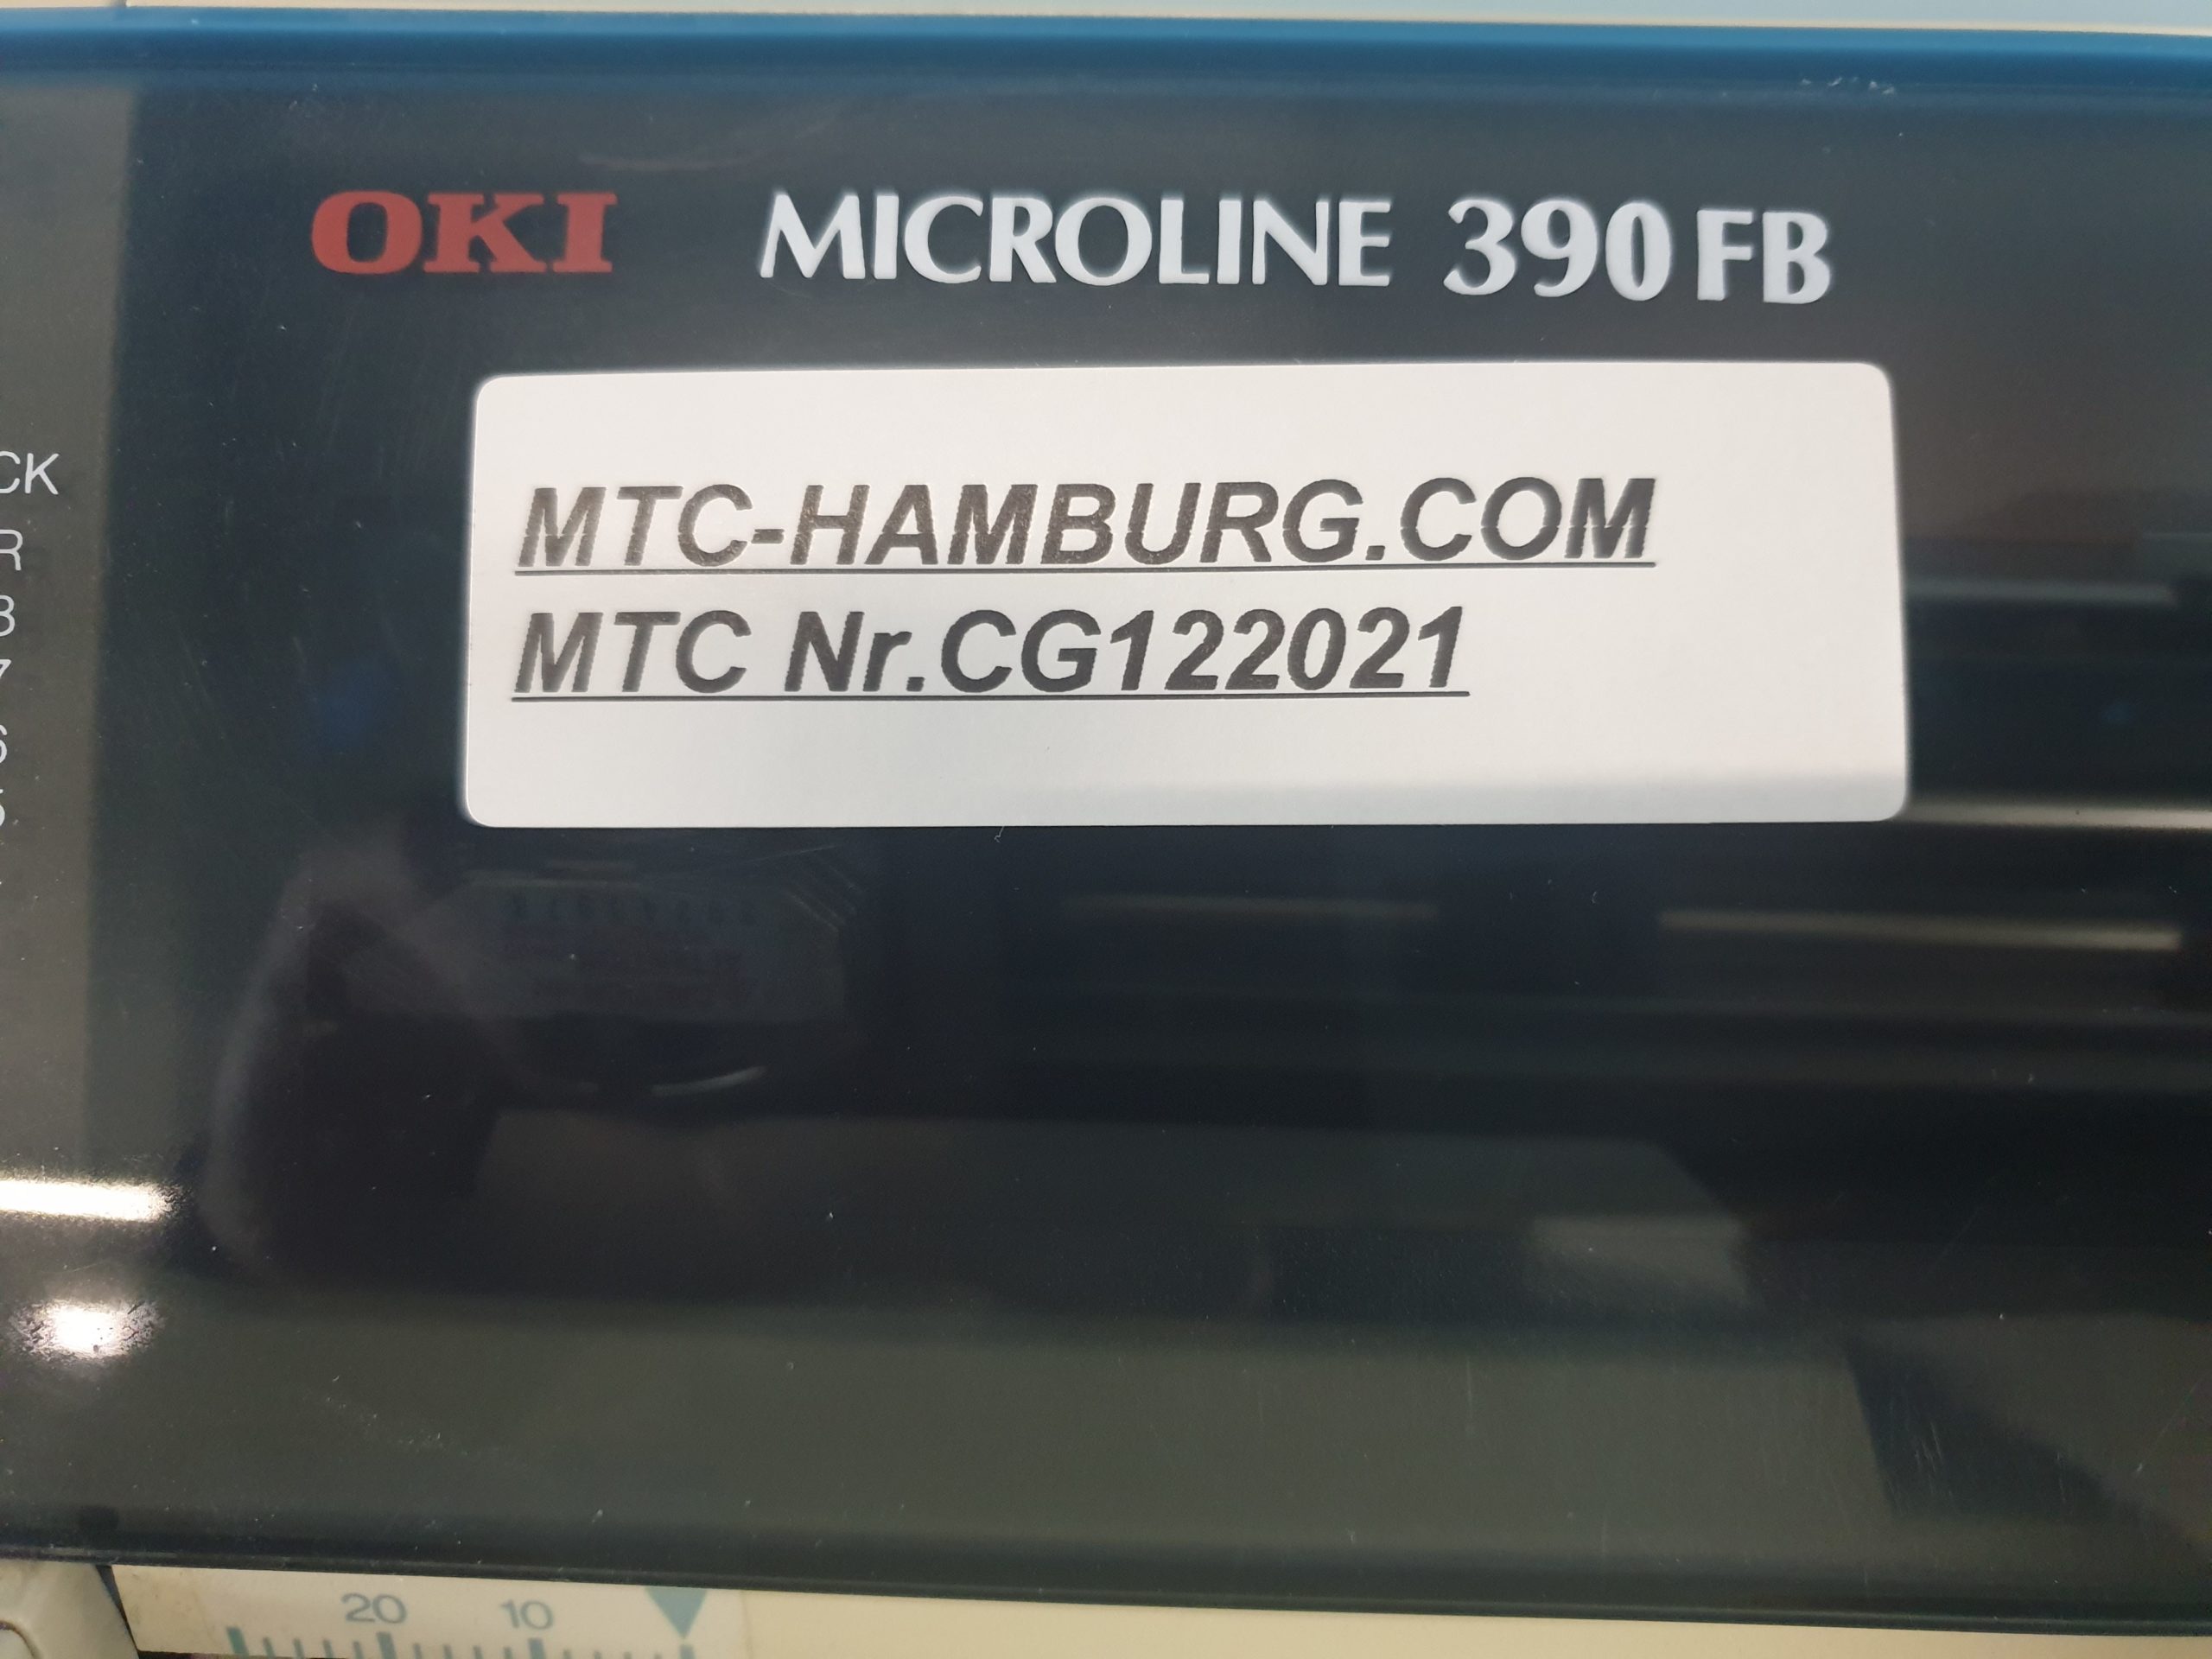 OKI MICROLINE 390 FB
MTC-HAMBURG.COM
MTC Nr.CG122021
CK
R
20 10